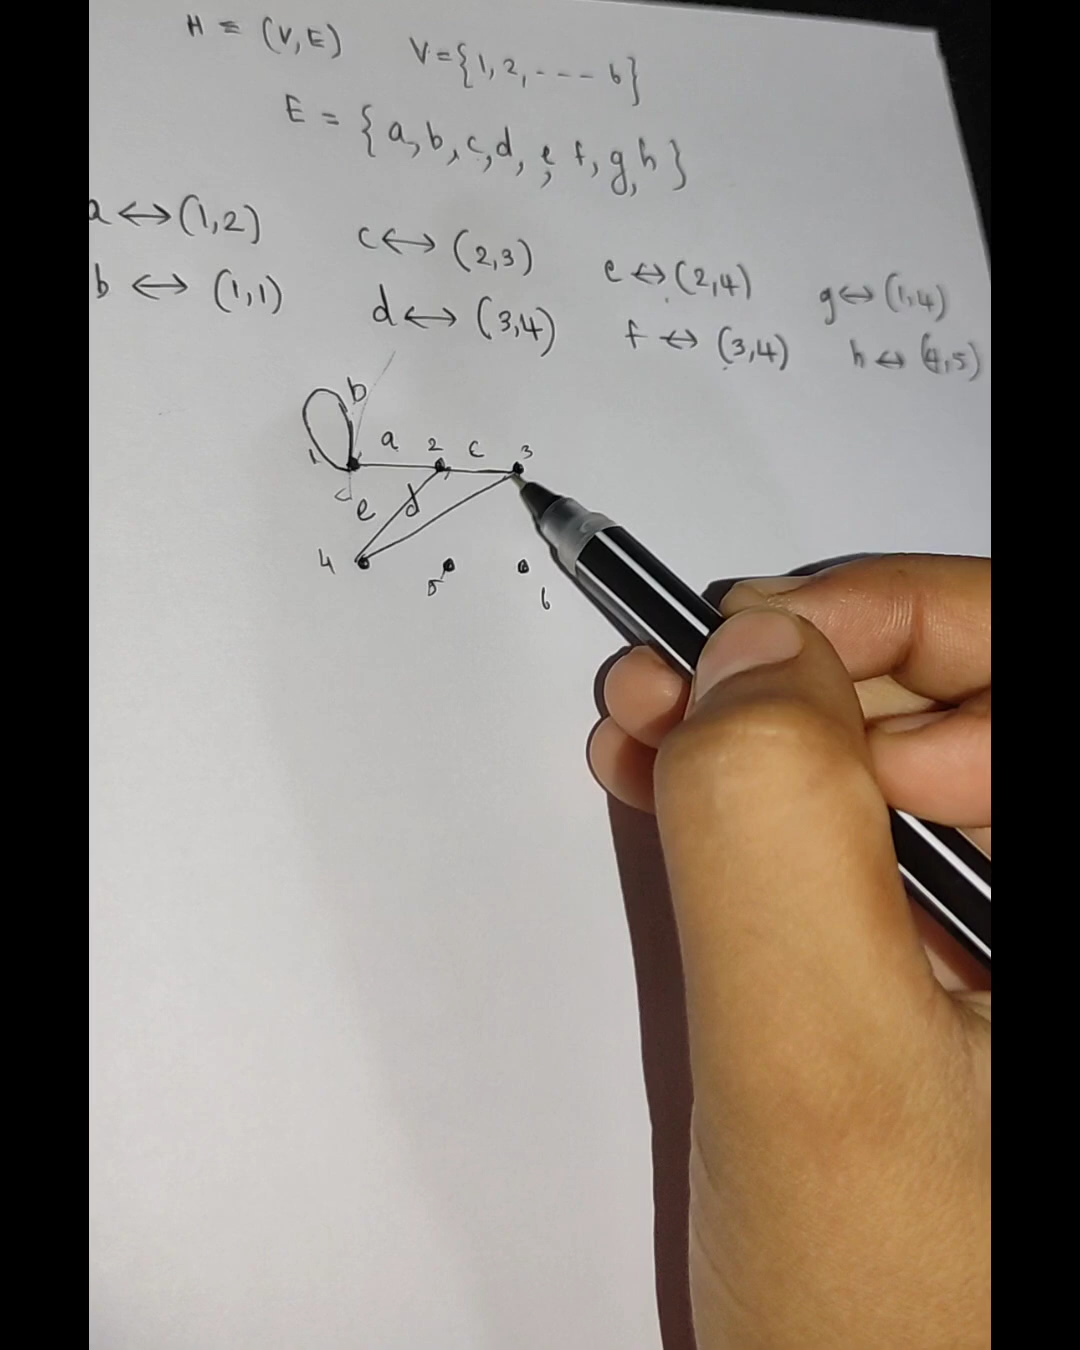 H = (V,E) V={1,2,---- 6}
E = {a,b,c,d,e,f,g,h}
a↔(1,2) c↔(2,3) e↔(2,4) g↔(1,4)
b↔(1,1) d↔(3,4) f↔(3,4) h↔(4,5)
b
a 2 c 3
1
e d
4 5 6